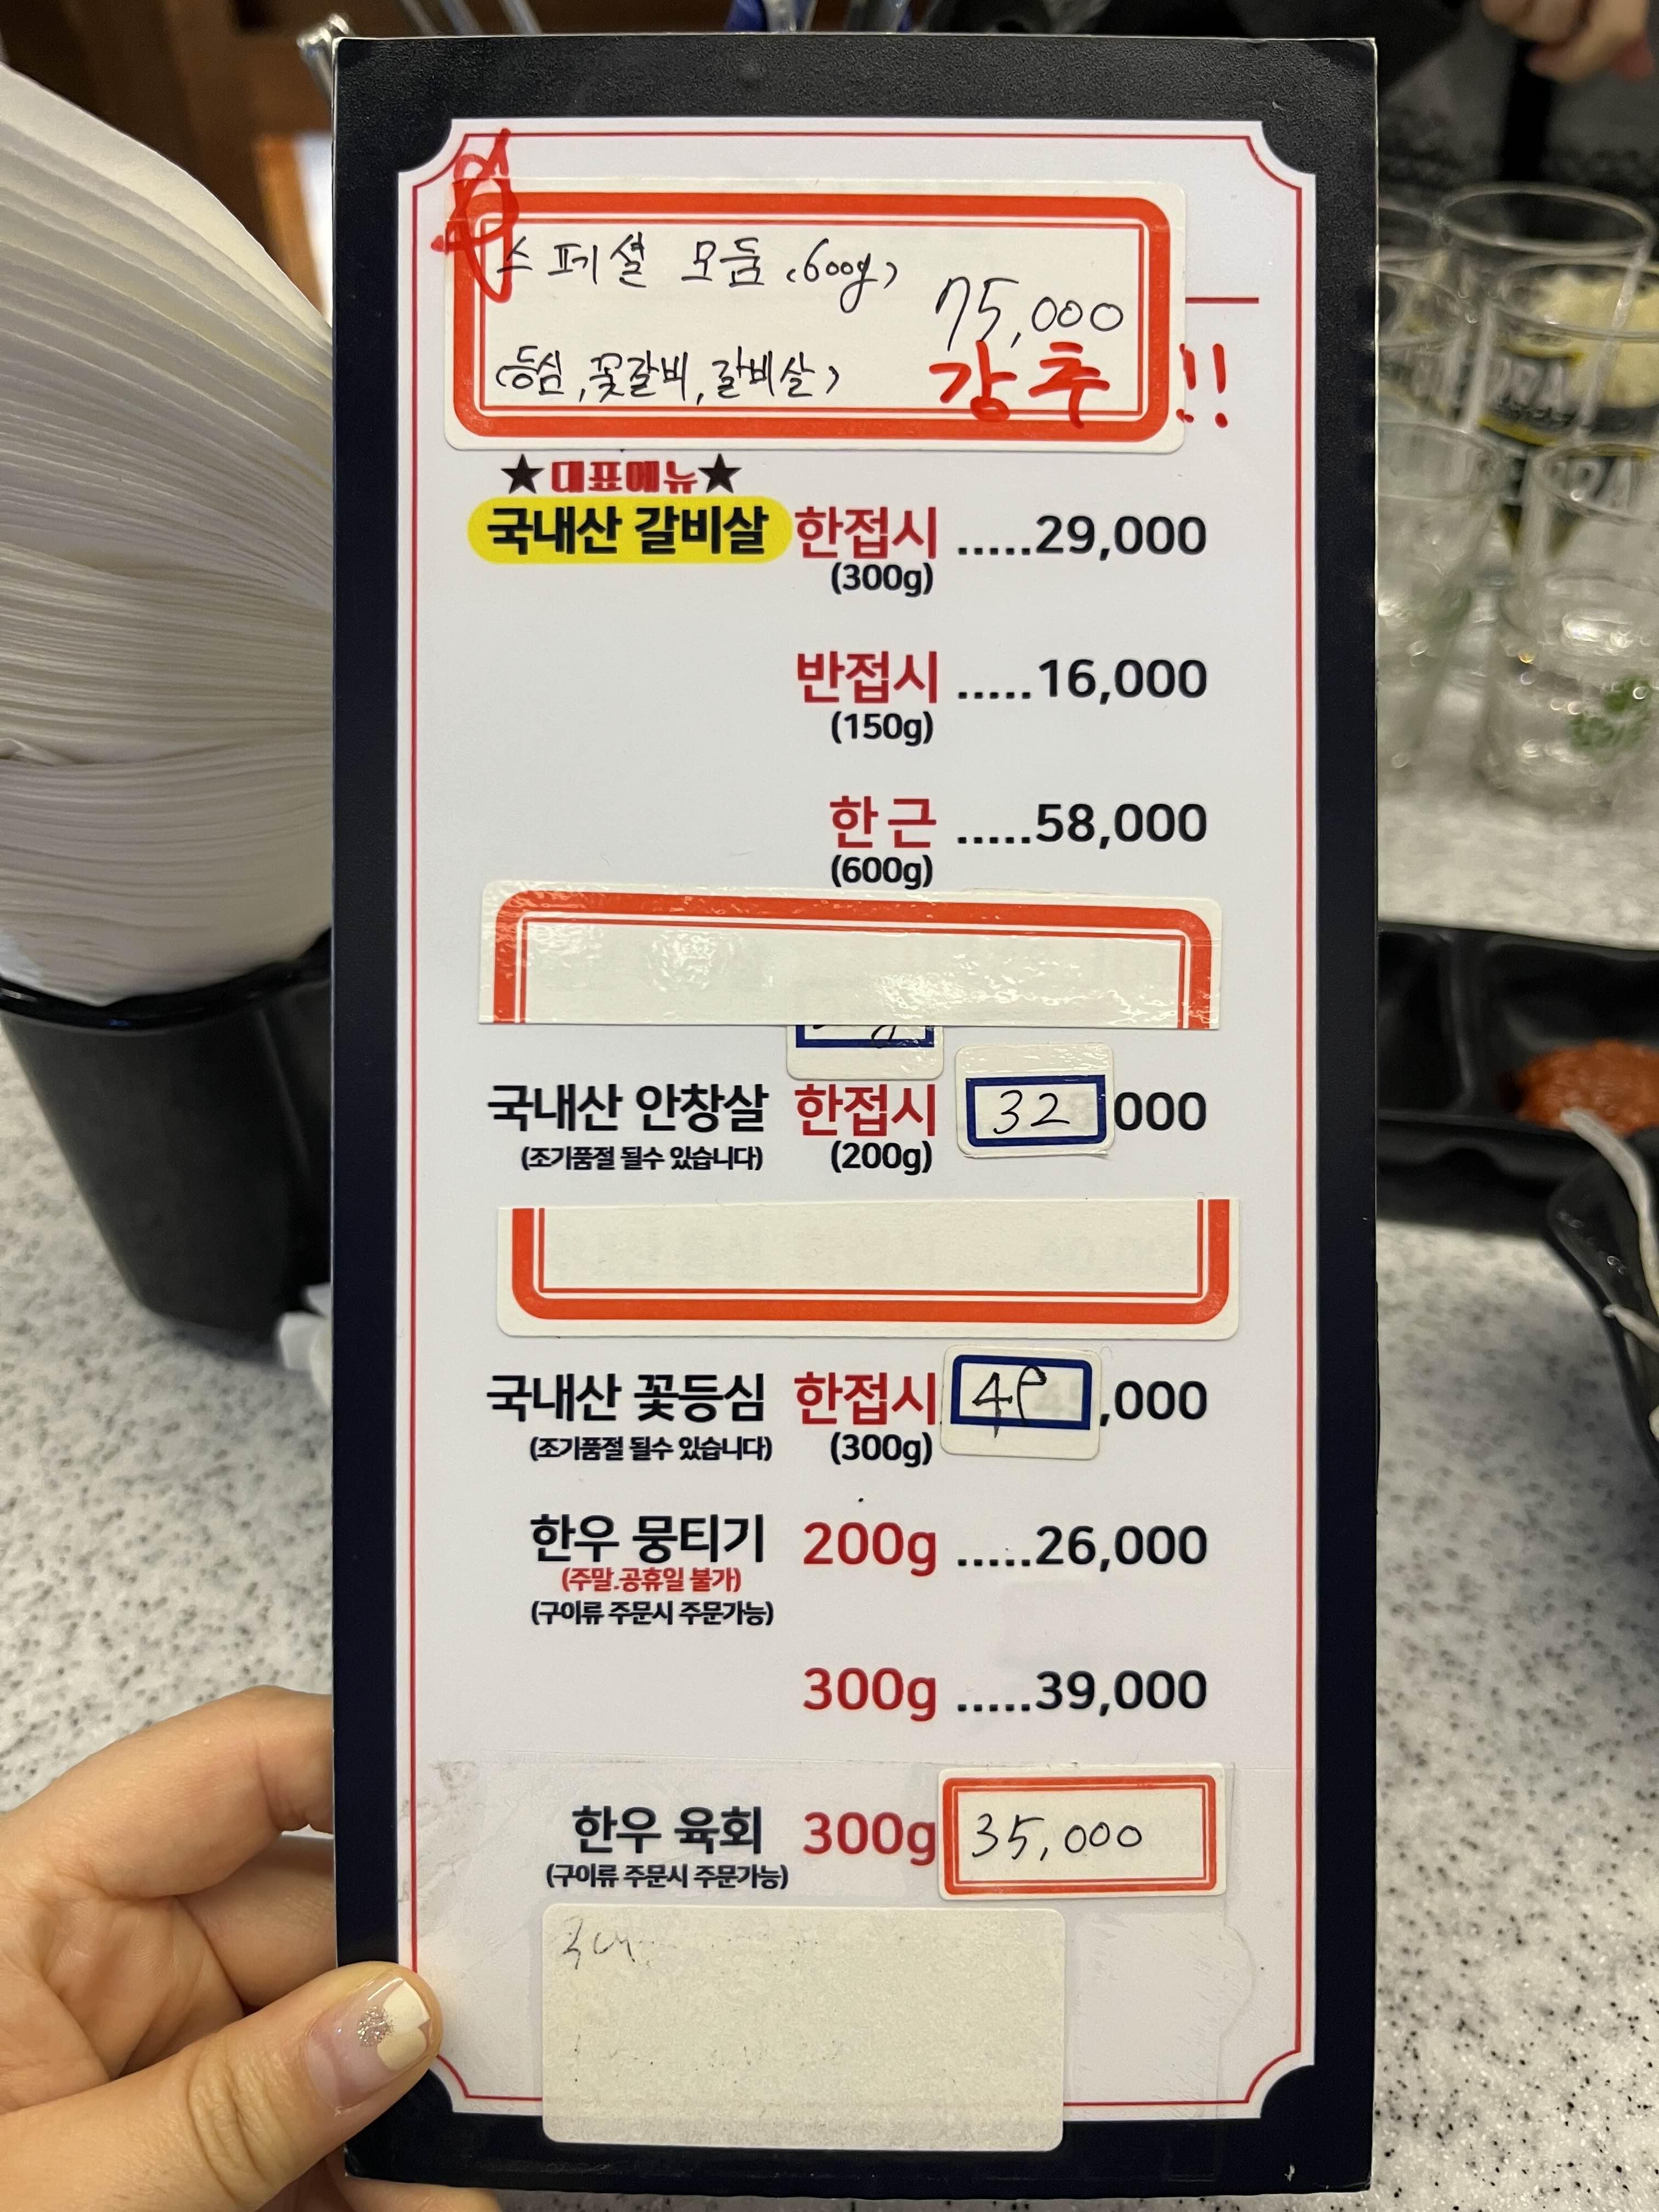 스페셜 모둠 (600g) 75,000
(등심, 꽃갈비, 갈비살) 강추!!
★대표메뉴★
국내산 갈비살 한접시 .....29,000
(300g)
반접시 .....16,000
(150g)
한근 .....58,000
(600g)
국내산 안창살 한접시 32 000
(조기품절 될수 있습니다) (200g)
국내산 꽃등심 한접시 49,000
(조기품절 될수 있습니다) (300g)
한우 뭉티기 200g .....26,000
(주말.공휴일 불가)
(구이류 주문시 주문가능)
300g .....39,000
한우 육회 300g 35,000
(구이류 주문시 주문가능)
국내